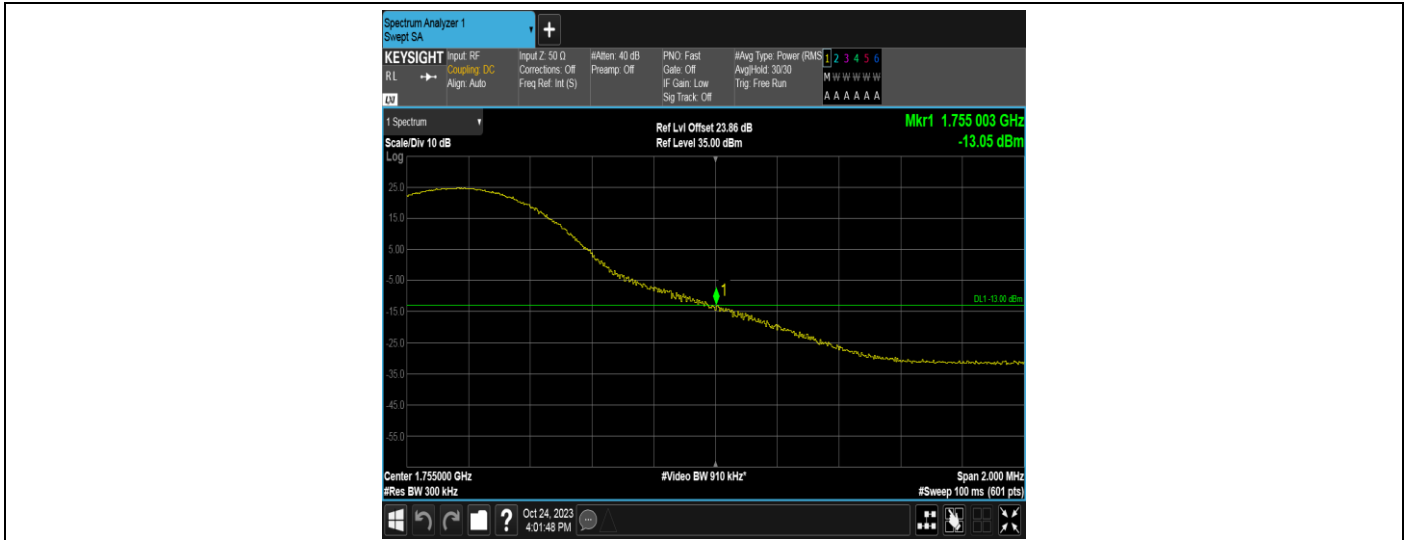 Spectrum Analyzer 1
Swept SA
+
KEYSIGHT
RL
LXI
Input: RF
Coupling: DC
Align: Auto
Input Z: 50 Ω
Corrections: Off
Freq Ref: Int (S)
#Atten: 40 dB
Preamp: Off
PNO: Fast
Gate: Off
IF Gain: Low
Sig Track: Off
#Avg Type: Power (RMS
Avg|Hold: 30/30
Trig: Free Run
1 2 3 4 5 6
M W W W W W
A A A A A A
1 Spectrum
Scale/Div 10 dB
Ref Lvl Offset 23.86 dB
Ref Level 35.00 dBm
Mkr1 1.755 003 GHz
-13.05 dBm
Log
25.0
15.0
5.00
-5.00
1
DL1 -13.00 dBm
-15.0
-25.0
-35.0
-45.0
-55.0
Center 1.755000 GHz
#Res BW 300 kHz
#Video BW 910 kHz*
Span 2.000 MHz
#Sweep 100 ms (601 pts)
?
Oct 24, 2023
4:01:48 PM